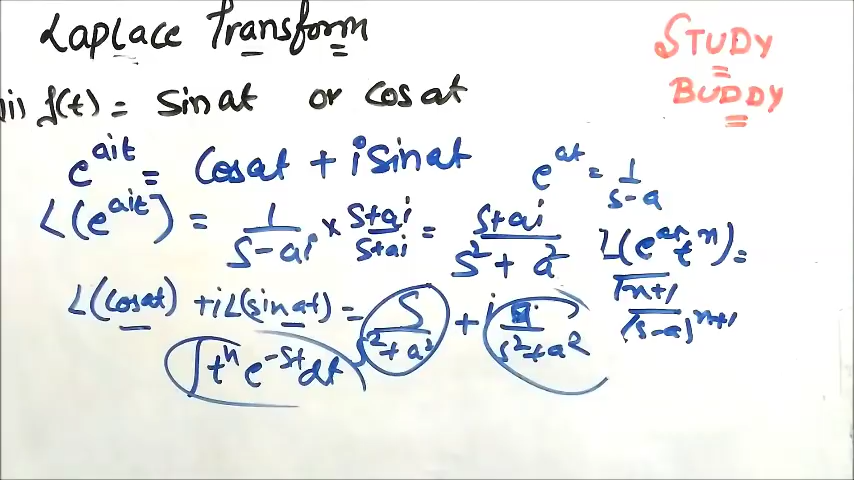 Laplace Transform
STUDY
BUDDY
ii) f(t) = sin at or cos at
e^ait = cos at + i sin at
e^at = 1/s-a
L(e^ait) = 1/s-ai × s+ai/s+ai = s+ai/s²+a²
L(e^at t^n) =
Γn+1/(s-a)^n+1
L(cos at) + iL(sin at) = s/s²+a² + i a/s²+a²
∫t^n e^-st dt